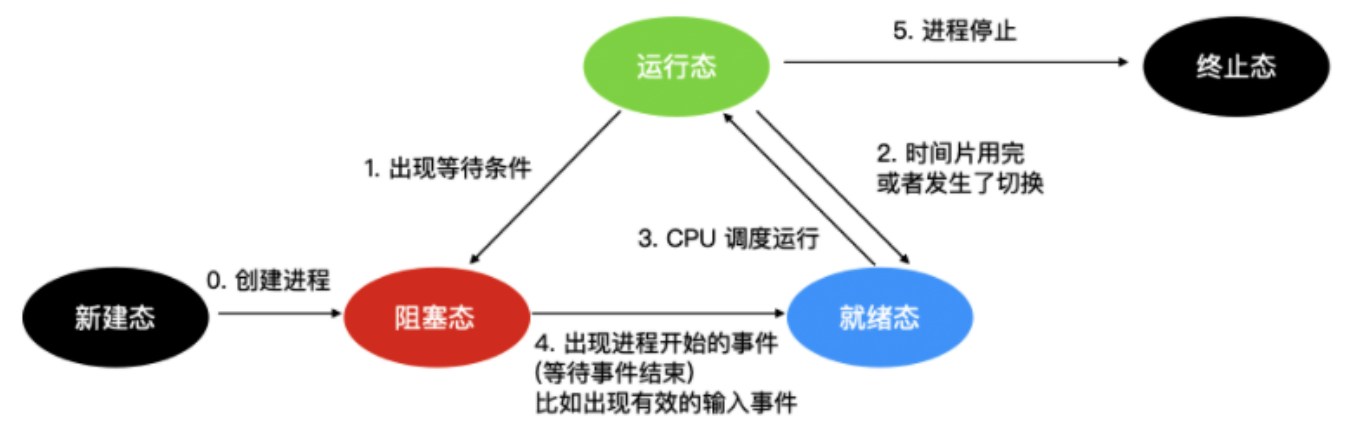 5. 进程停止
运行态
终止态
2. 时间片用完
或者发生了切换
1. 出现等待条件
3. CPU 调度运行
0. 创建进程
新建态
阻塞态
就绪态
4. 出现进程开始的事件
(等待事件结束)
比如出现有效的输入事件